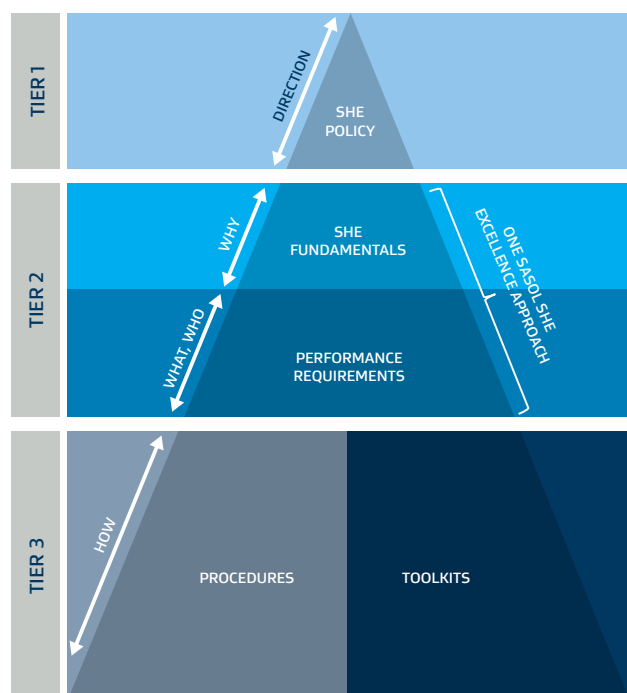 TIER 1
DIRECTION
SHE
POLICY
TIER 2
WHY
SHE
FUNDAMENTALS
ONE SASOL SHE
EXCELLENCE APPROACH
WHAT, WHO
PERFORMANCE
REQUIREMENTS
TIER 3
HOW
PROCEDURES
TOOLKITS